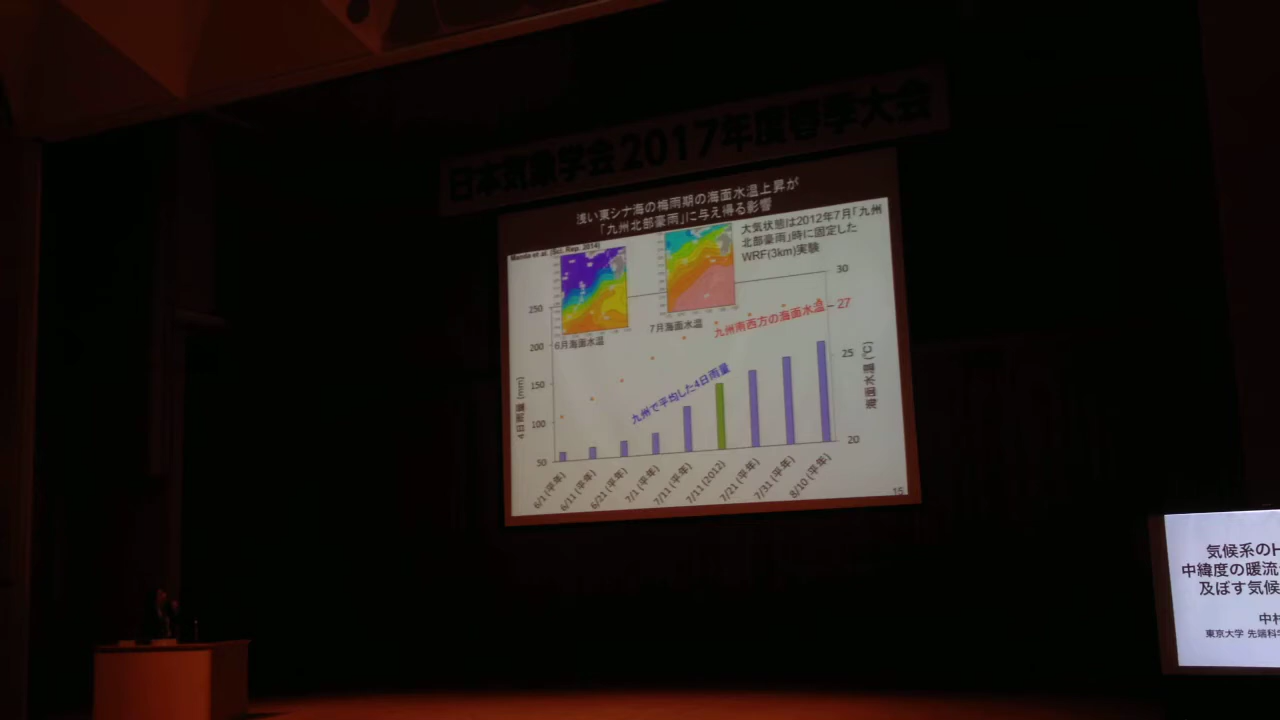 日本気象学会2017年度春季大会
浅い東シナ海の梅雨期の海面水温上昇が
「九州北部豪雨」に与え得る影響
Manda et al. (Sci. Rep. 2014)
大気状態は2012年7月「九州
北部豪雨」時に固定した
WRF(3km)実験
6月海面水温
7月海面水温
九州南西方の海面水温
九州で平均した4日雨量
4日雨量 (mm)
250
200
150
100
50
30
27
25
20
海面水温 (℃)
6/1 (平年)
6/11 (平年)
6/21 (平年)
7/1 (平年)
7/11 (平年)
7/11 (2012)
7/21 (平年)
7/31 (平年)
8/10 (平年)
15
気候系のH
中緯度の暖流
及ぼす気候
中村
東京大学 先端科学